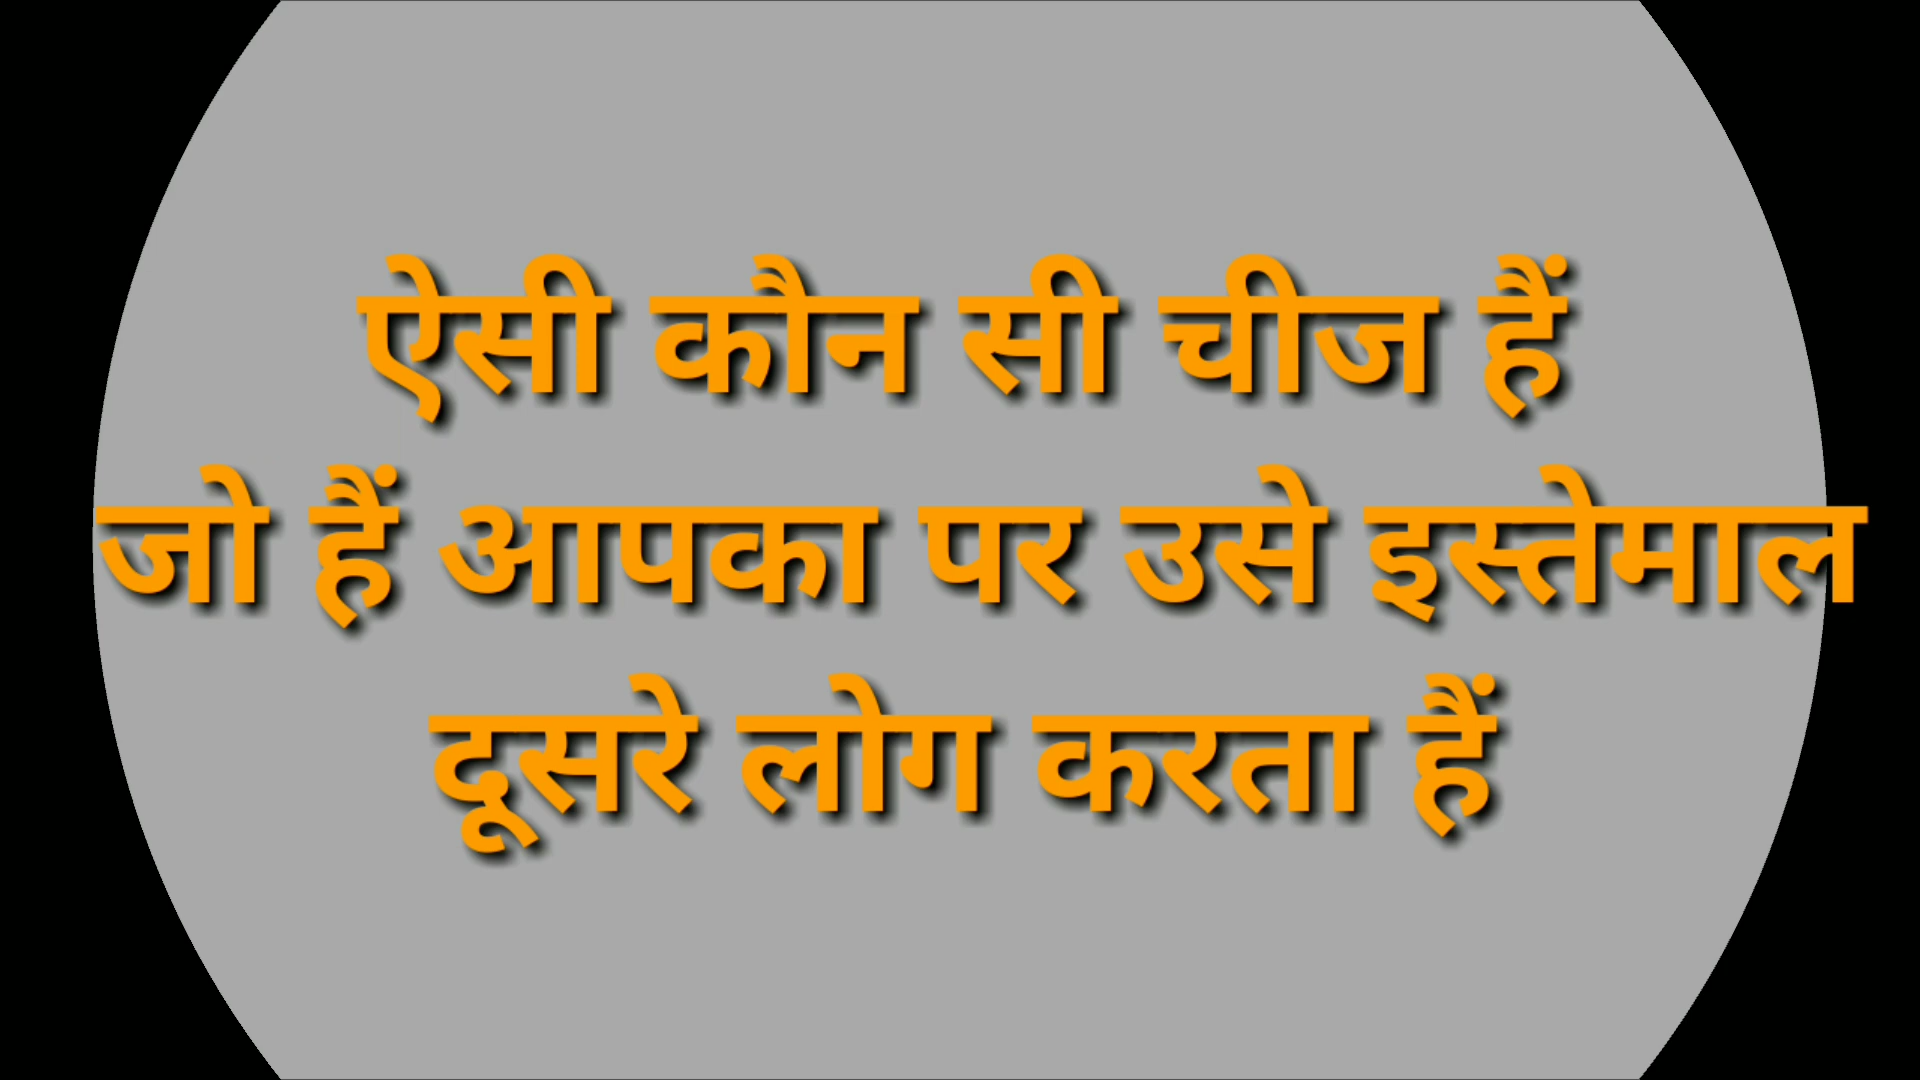 ऐसी कौन सी चीज हैं
जो हैं आपका पर उसे इस्तेमाल
दूसरे लोग करता हैं